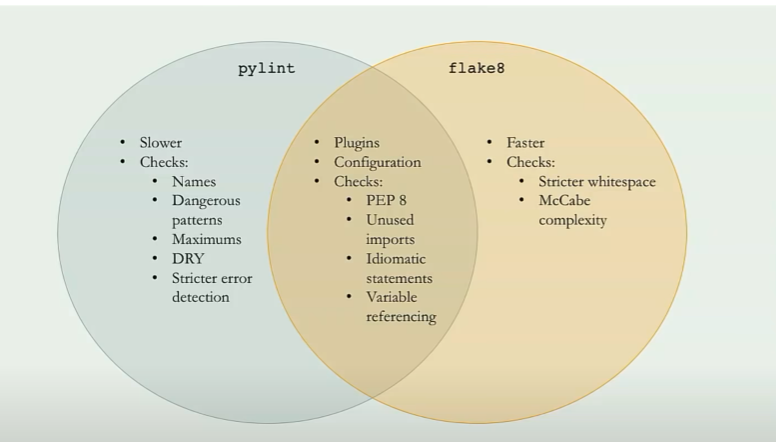 pylint
flake8
• Slower
• Checks:
• Names
• Dangerous
patterns
• Maximums
• DRY
• Stricter error
detection
• Plugins
• Configuration
• Checks:
• PEP 8
• Unused
imports
• Idiomatic
statements
• Variable
referencing
• Faster
• Checks:
• Stricter whitespace
• McCabe
complexity